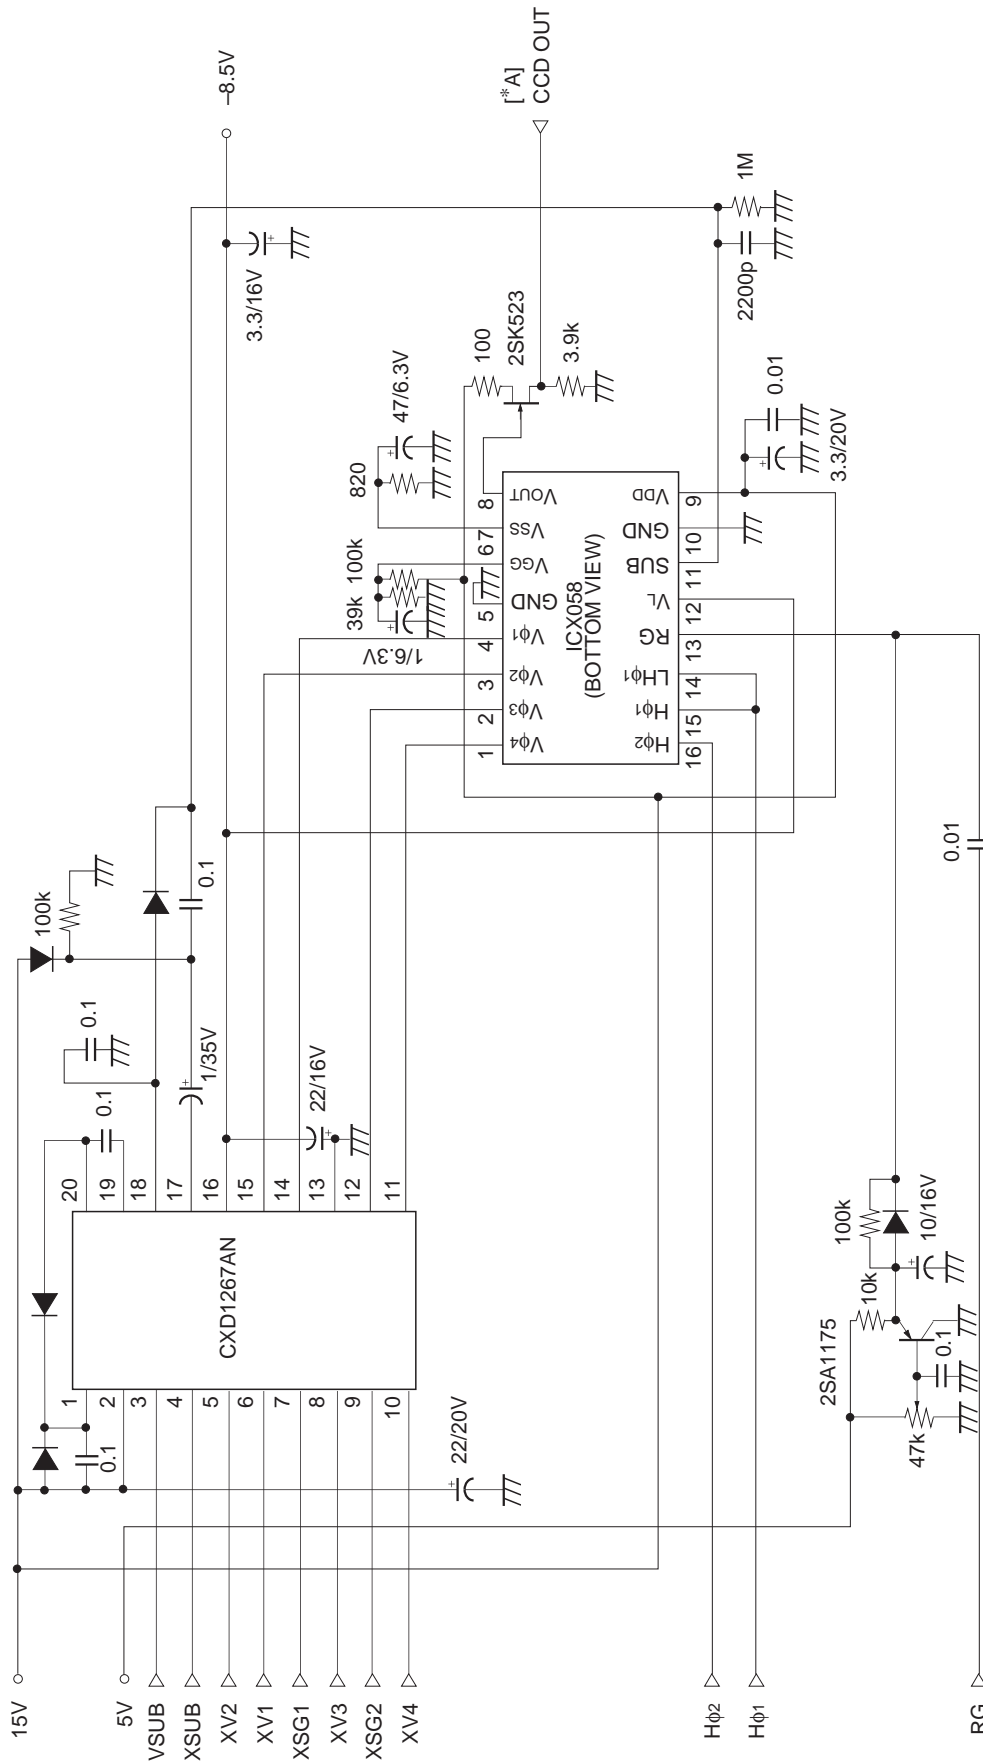 15V
5V
VSUB
XSUB
XV2
XV1
XSG1
XV3
XSG2
XV4
Hϕ2
Hϕ1
RG
1
2
3
4
5
6
7
8
9
10
CXD1267AN
20
19
18
17
16
15
14
13
12
11
0.1
22/20V
0.1
0.1
1/35V
22/16V
100k
0.1
–8.5V
3.3/16V
39k
100k
1/6.3V
820
47/6.3V
100
2SK523
3.9k
[*A]
CCD OUT
1
2
3
4
5
6
7
8
Vϕ4
Vϕ3
Vϕ2
Vϕ1
GND
VGG
VSS
VOUT
ICX058
(BOTTOM VIEW)
Hϕ2
Hϕ1
LHϕ1
RG
VL
SUB
GND
VDD
16
15
14
13
12
11
10
9
2200p
1M
3.3/20V
0.01
2SA1175
47k
0.1
10k
100k
10/16V
0.01